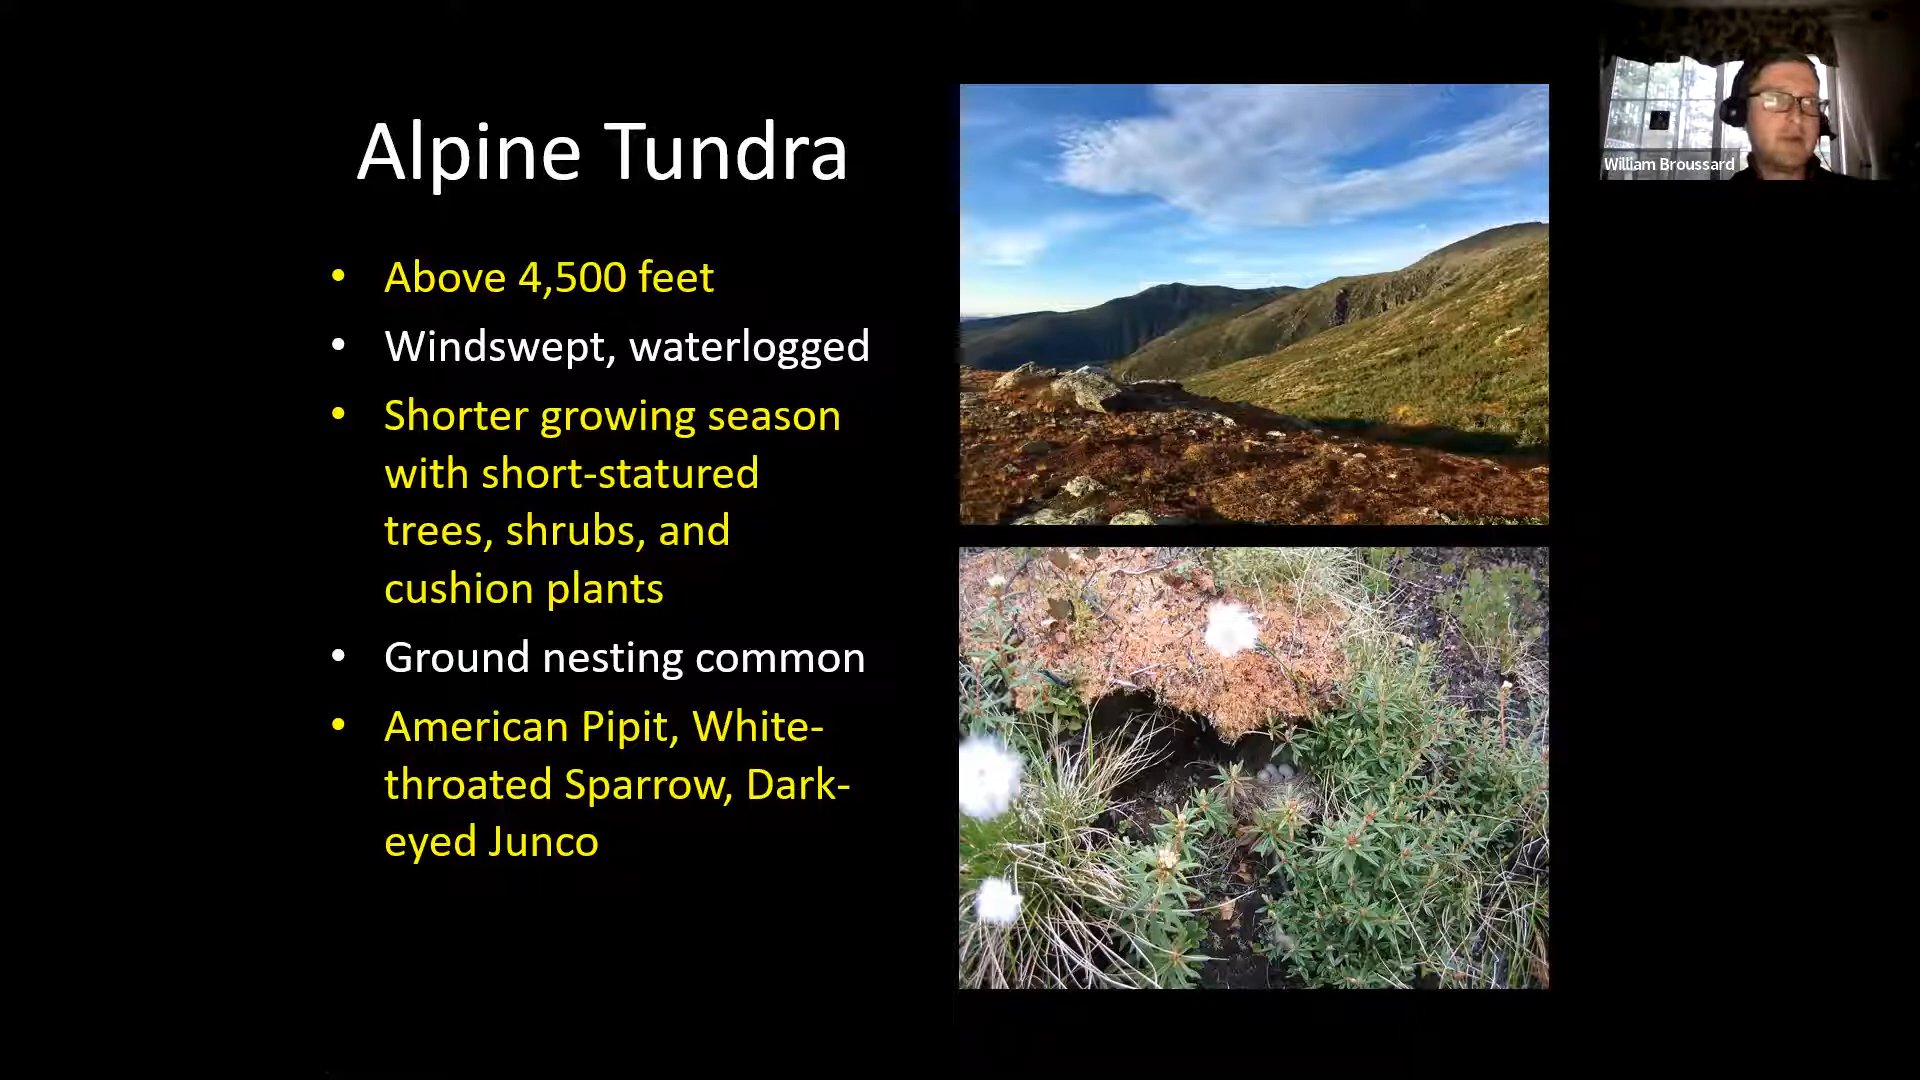 Alpine Tundra
• Above 4,500 feet
• Windswept, waterlogged
• Shorter growing season
with short-statured
trees, shrubs, and
cushion plants
• Ground nesting common
• American Pipit, White-
throated Sparrow, Dark-
eyed Junco
William Broussard